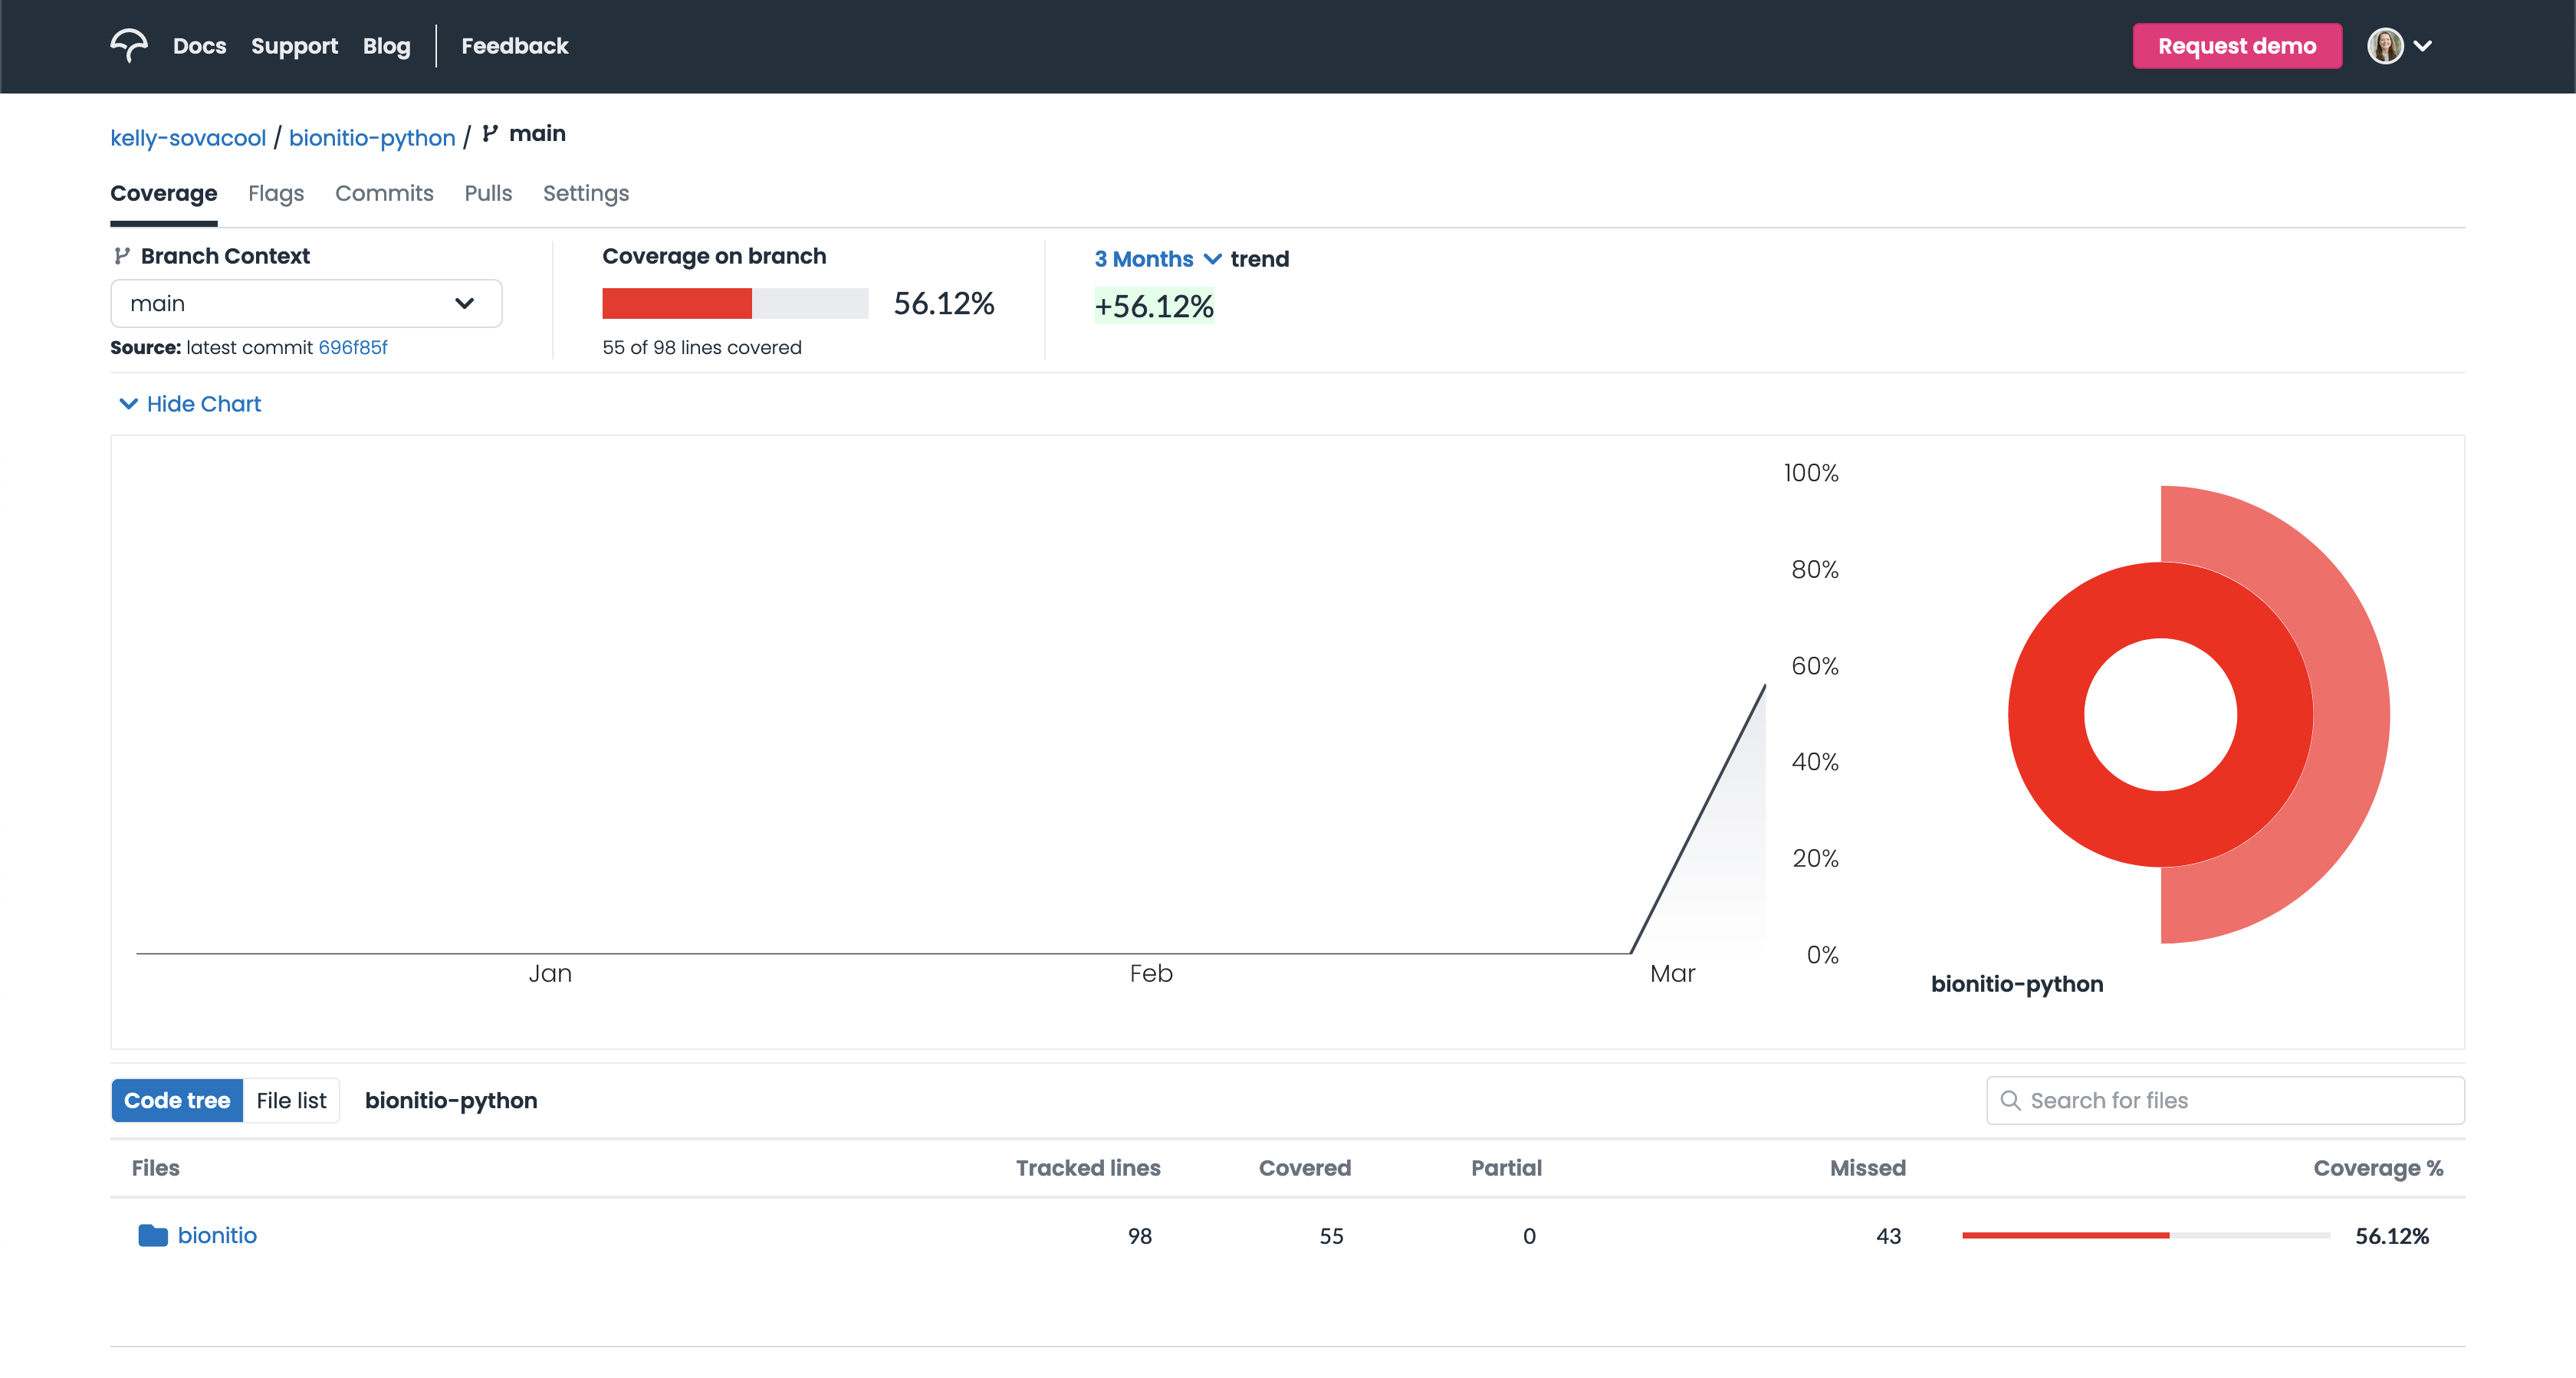 Docs Support Blog Feedback Request demo
kelly-sovacool / bionitio-python / main
Coverage Flags Commits Pulls Settings
Branch Context
main
Source: latest commit 696f85f
Coverage on branch
56.12%
55 of 98 lines covered
3 Months trend
+56.12%
Hide Chart
100%
80%
60%
40%
20%
0%
Jan Feb Mar
bionitio-python
Code tree File list bionitio-python Search for files
Files Tracked lines Covered Partial Missed Coverage %
bionitio 98 55 0 43 56.12%